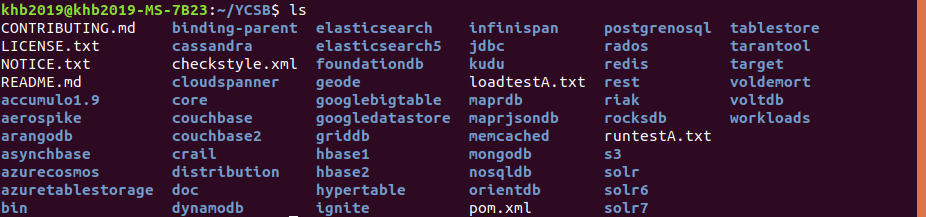 khb2019@khb2019-MS-7B23:~/YCSB$ ls
CONTRIBUTING.md binding-parent elasticsearch infinispan postgrenosql tablestore
LICENSE.txt cassandra elasticsearch5 jdbc rados tarantool
NOTICE.txt checkstyle.xml foundationdb kudu redis target
README.md cloudspanner geode loadtestA.txt rest voldemort
accumulo1.9 core googlebigtable maprdb riak voltdb
aerospike couchbase googledatastore maprjsondb rocksdb workloads
arangodb couchbase2 griddb memcached runtestA.txt
asynchbase crail hbase1 mongodb s3
azurecosmos distribution hbase2 nosqldb solr
azuretablestorage doc hypertable orientdb solr6
bin dynamodb ignite pom.xml solr7